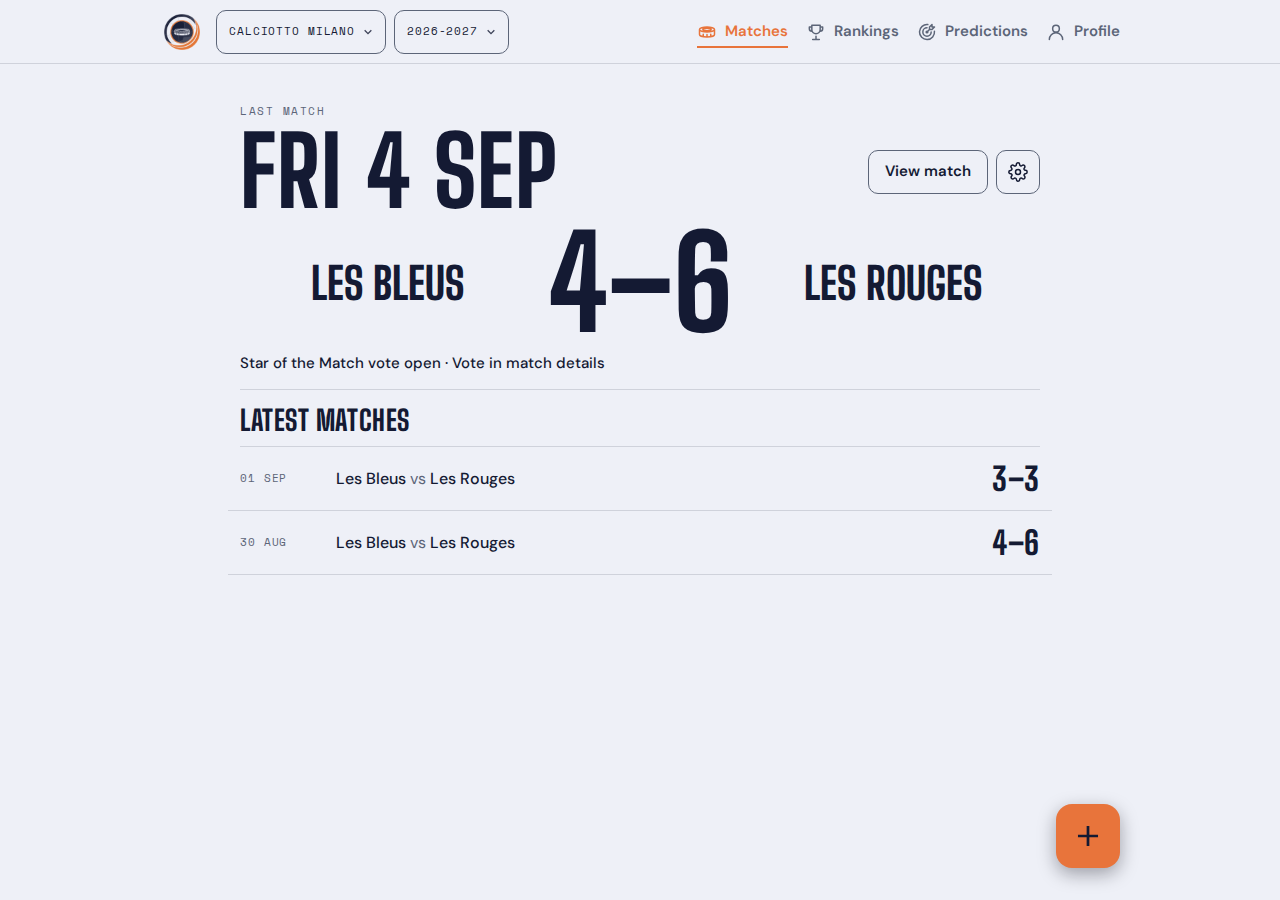 CALCIOTTO MILANO
2026-2027
Matches
Rankings
Predictions
Profile
LAST MATCH
FRI 4 SEP
View match
LES BLEUS
4–6
LES ROUGES
Star of the Match vote open · Vote in match details
LATEST MATCHES
01 SEP
Les Bleus vs Les Rouges
3–3
30 AUG
Les Bleus vs Les Rouges
4–6